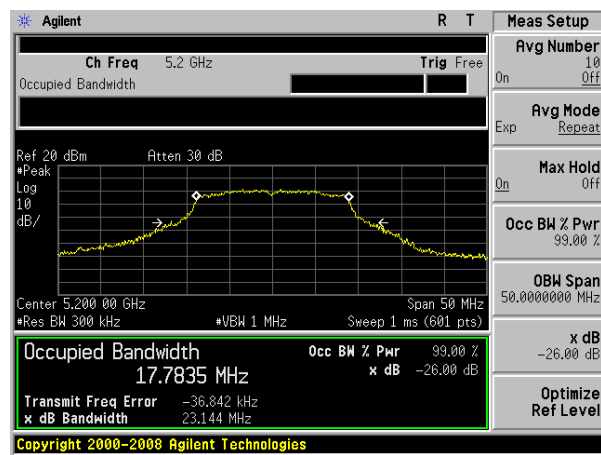 Agilent R T Meas Setup
Avg Number
10
On Off
Ch Freq 5.2 GHz Trig Free
Occupied Bandwidth
Avg Mode
Exp Repeat
Ref 20 dBm Atten 30 dB
#Peak
Log
10
dB/
Max Hold
On Off
Occ BW % Pwr
99.00 %
OBW Span
50.0000000 MHz
Center 5.200 00 GHz Span 50 MHz
#Res BW 300 kHz #VBW 1 MHz Sweep 1 ms (601 pts)
x dB
-26.00 dB
Occupied Bandwidth Occ BW % Pwr 99.00 %
17.7835 MHz x dB -26.00 dB
Transmit Freq Error -36.842 kHz
x dB Bandwidth 23.144 MHz
Optimize
Ref Level
Copyright 2000-2008 Agilent Technologies